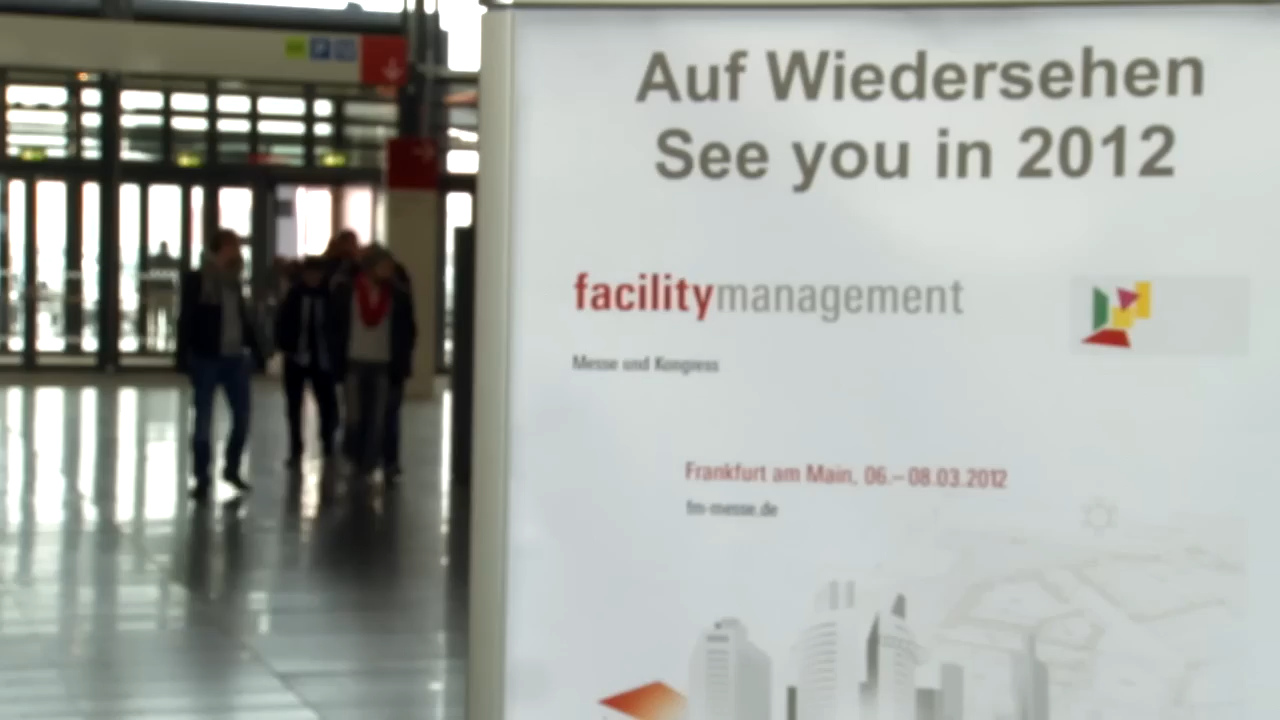 Auf Wiedersehen
See you in 2012
facilitymanagement
Messe und Kongress
Frankfurt am Main, 06.–08.03.2012
fm-messe.de